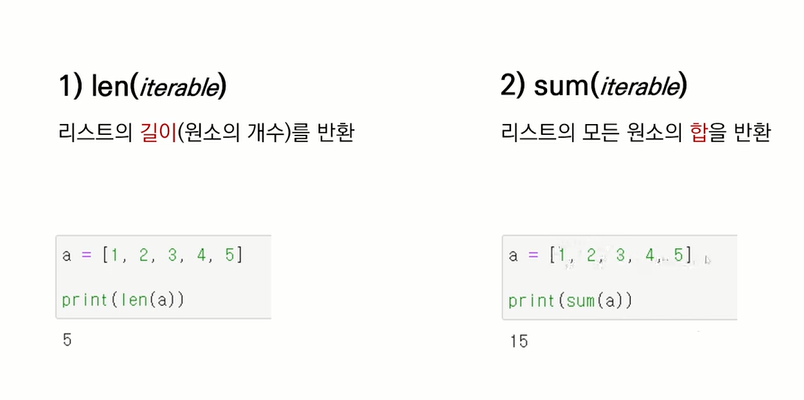 1) len(iterable)
리스트의 길이(원소의 개수)를 반환
a = [1, 2, 3, 4, 5]
print(len(a))
5
2) sum(iterable)
리스트의 모든 원소의 합을 반환
a = [1, 2, 3, 4, 5]
print(sum(a))
15